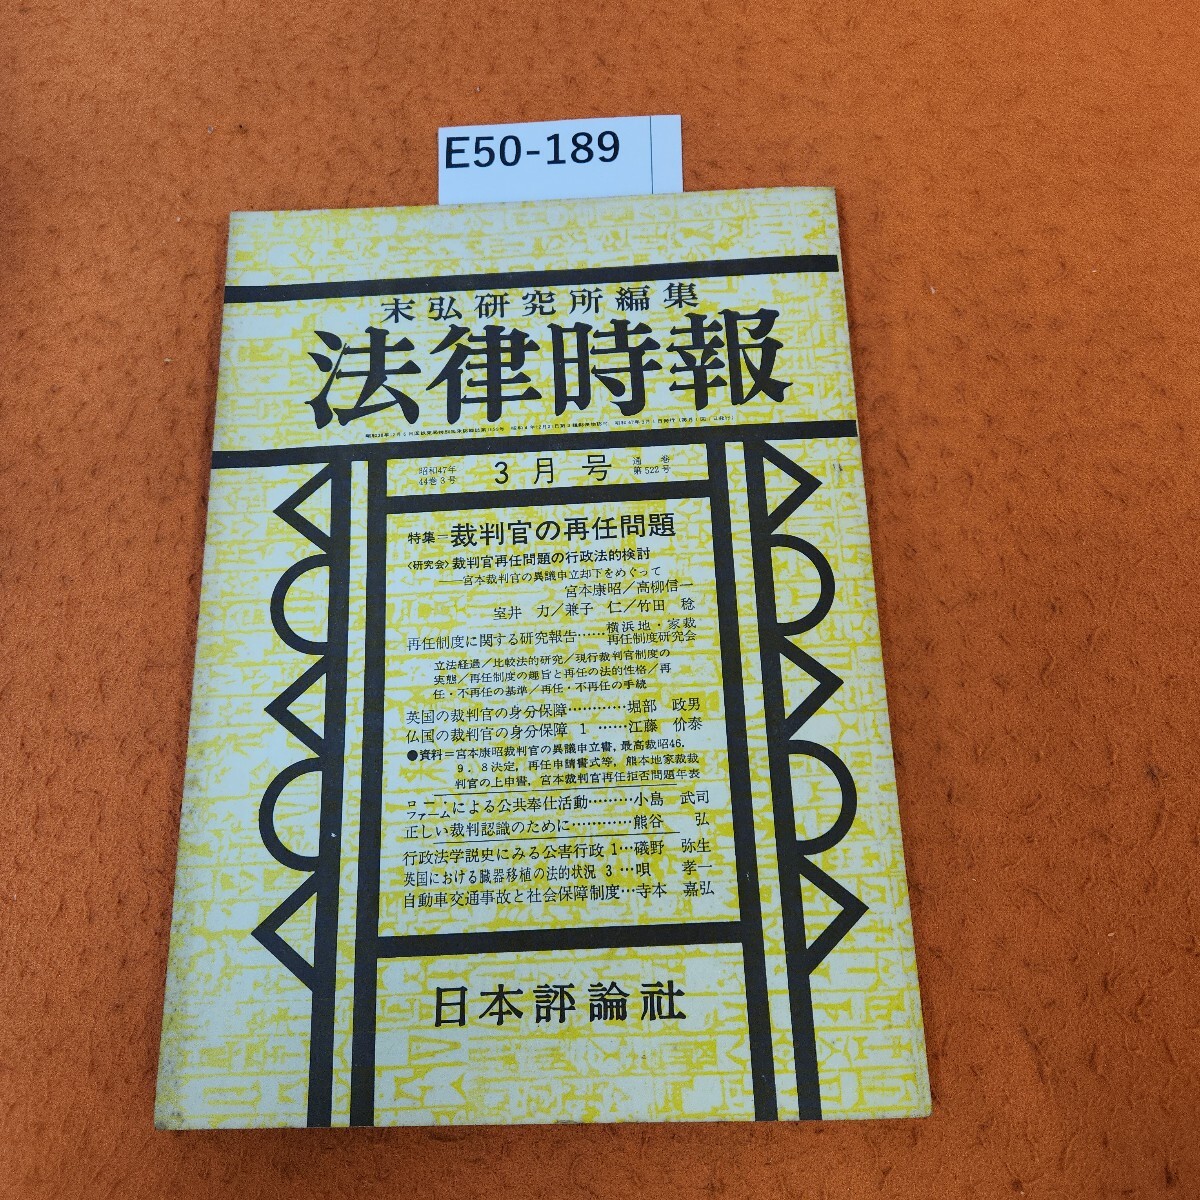 E50-189
末弘研究所編集
法律時報
昭和47年
44巻3号
3月号
通巻
第522号
特集=裁判官の再任問題
〈研究会〉裁判官再任問題の行政法的検討
──宮本裁判官の異議申立却下をめぐって
宮本康昭／高柳信一
室井 力／兼子 仁／竹田 稔
再任制度に関する研究報告……横浜地・家裁再任制度研究会
立法経過／比較法的研究／現行裁判官制度の
実態／再任制度の趣旨と再任の法的性格／再
任・不再任の基準／再任・不再任の手続
英国の裁判官の身分保障…………堀部 政男
仏国の裁判官の身分保障 1 ……江藤 价泰
●資料＝宮本康昭裁判官の異議申立書，最高裁昭46．
9．8決定，再任申請書式等，熊本地家裁裁
判官の上申書，宮本裁判官再任拒否問題年表
ローファームによる公共奉仕活動………小島 武司
正しい裁判認識のために…………熊谷 弘
行政法学説史にみる公害行政 1…磯野 弥生
英国における臓器移植の法的状況 3…唄 孝一
自動車交通事故と社会保障制度…寺本 嘉弘
日本評論社